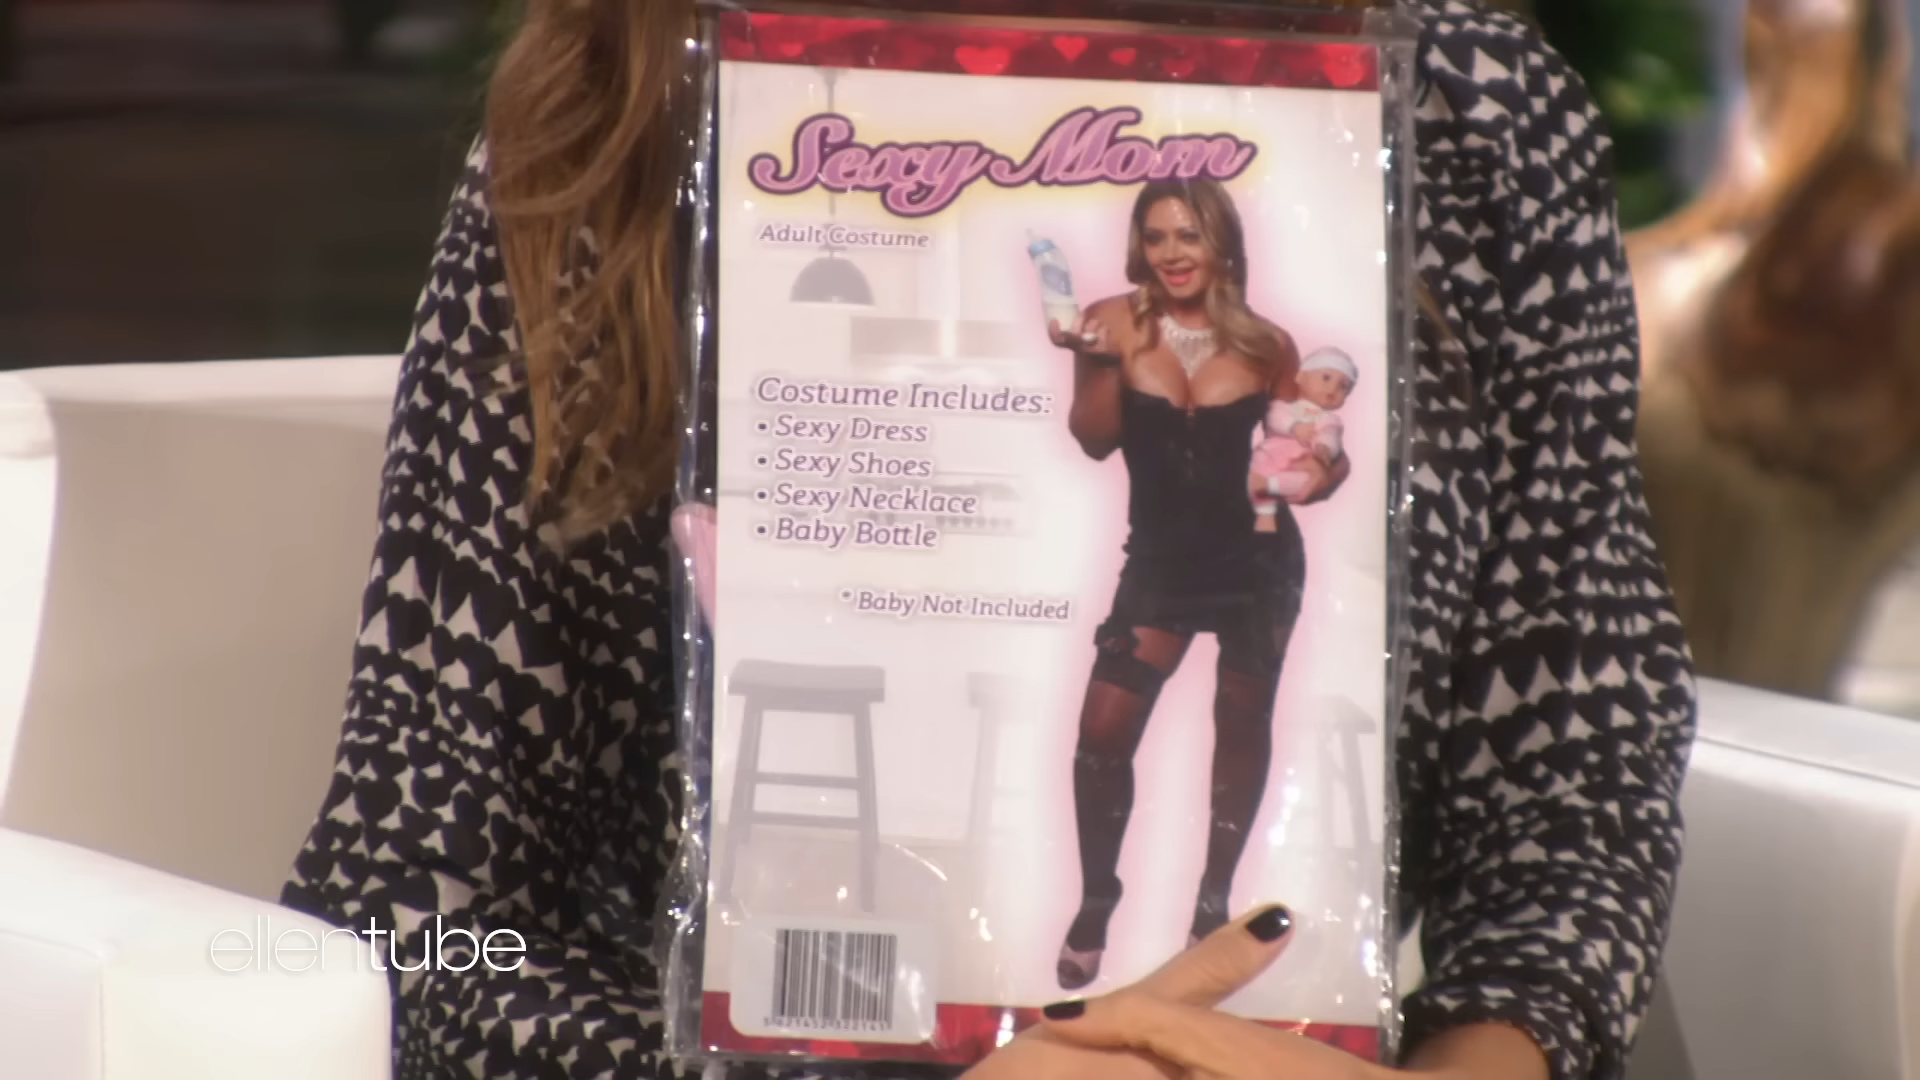 Sexy Mom
Adult Costume
Costume Includes:
• Sexy Dress
• Sexy Shoes
• Sexy Necklace
• Baby Bottle
* Baby Not Included
ellentube